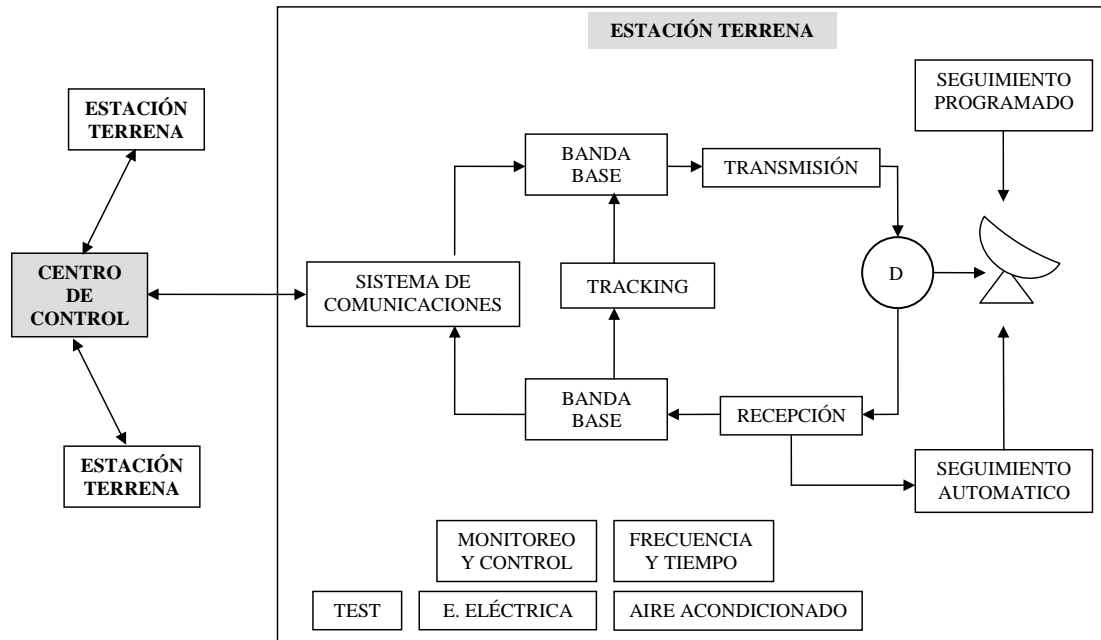 ESTACIÓN TERRENA
SEGUIMIENTO
PROGRAMADO
ESTACIÓN
TERRENA
BANDA
BASE
TRANSMISIÓN
CENTRO
DE
CONTROL
SISTEMA DE
COMUNICACIONES
TRACKING
D
BANDA
BASE
RECEPCIÓN
ESTACIÓN
TERRENA
SEGUIMIENTO
AUTOMATICO
MONITOREO
Y CONTROL
FRECUENCIA
Y TIEMPO
TEST
E. ELÉCTRICA
AIRE ACONDICIONADO